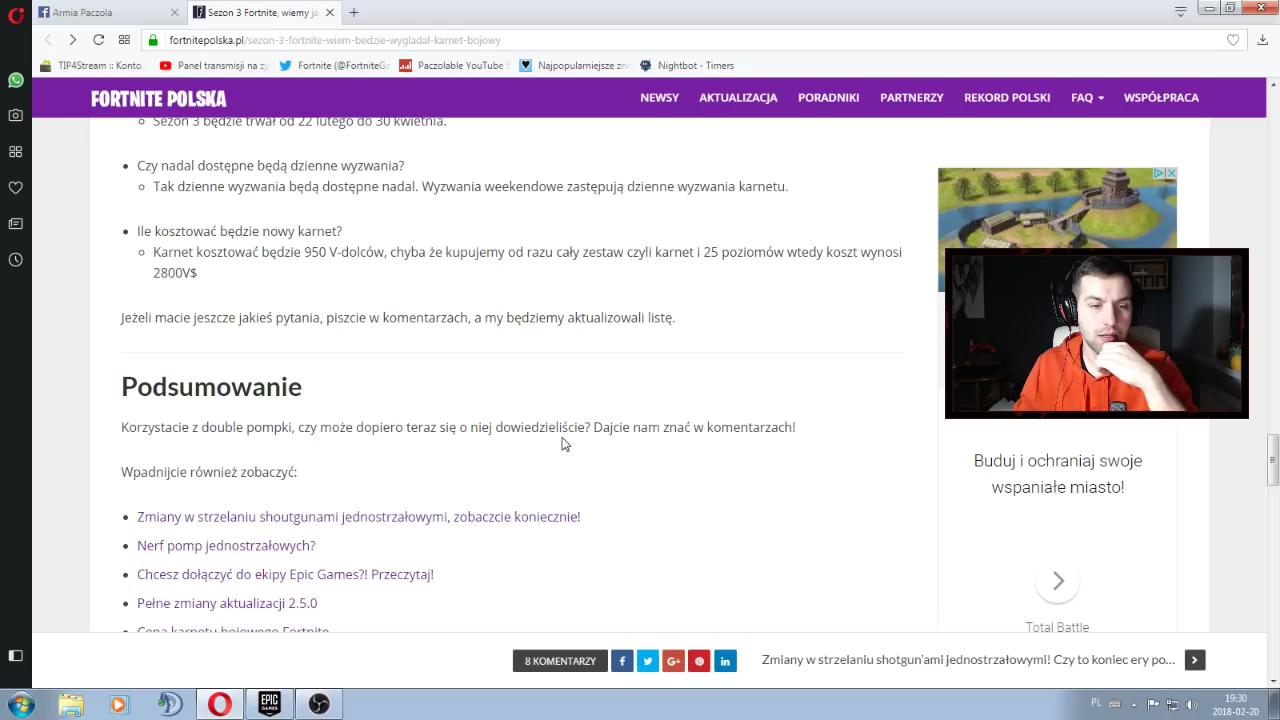 Armia Paczola
Sezon 3 Fortnite, wiemy ja
fortnitepolska.pl/sezon-3-fortnite-wiem-bedzie-wygladal-karnet-bojowy
TIP4Stream :: Konto
Panel transmisji na ży
Fortnite (@FortniteGa
Paczolable YouTube S
Najpopularniejsze zna
Nightbot - Timers
FORTNITE POLSKA
NEWSY
AKTUALIZACJA
PORADNIKI
PARTNERZY
REKORD POLSKI
FAQ
WSPÓŁPRACA
Sezon 3 będzie trwał od 22 lutego do 30 kwietnia.
Czy nadal dostępne będą dzienne wyzwania?
Tak dzienne wyzwania będą dostępne nadal. Wyzwania weekendowe zastępują dzienne wyzwania karnetu.
Ile kosztować będzie nowy karnet?
Karnet kosztować będzie 950 V-dolców, chyba że kupujemy od razu cały zestaw czyli karnet i 25 poziomów wtedy koszt wynosi
2800V$
Jeżeli macie jeszcze jakieś pytania, piszcie w komentarzach, a my będziemy aktualizowali listę.
Podsumowanie
Korzystacie z double pompki, czy może dopiero teraz się o niej dowiedzieliście? Dajcie nam znać w komentarzach!
Wpadnijcie również zobaczyć:
Zmiany w strzelaniu shoutgunami jednostrzałowymi, zobaczcie koniecznie!
Nerf pomp jednostrzałowych?
Chcesz dołączyć do ekipy Epic Games?! Przeczytaj!
Pełne zmiany aktualizacji 2.5.0
Cena karnetu bojowego Fortnite
Buduj i ochraniaj swoje
wspaniałe miasto!
Total Battle
8 KOMENTARZY
Zmiany w strzelaniu shotgun'ami jednostrzałowymi! Czy to koniec ery po...
EPIC
GAMES
PL
19:30
2018-02-20